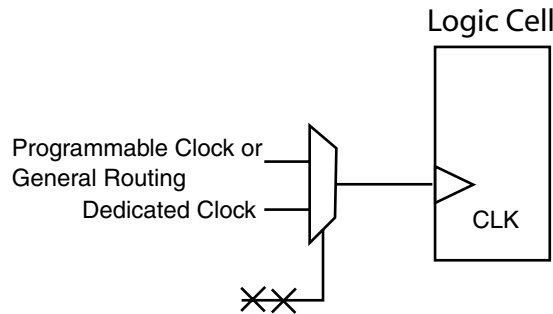 Logic Cell
Programmable Clock or
General Routing
Dedicated Clock
CLK